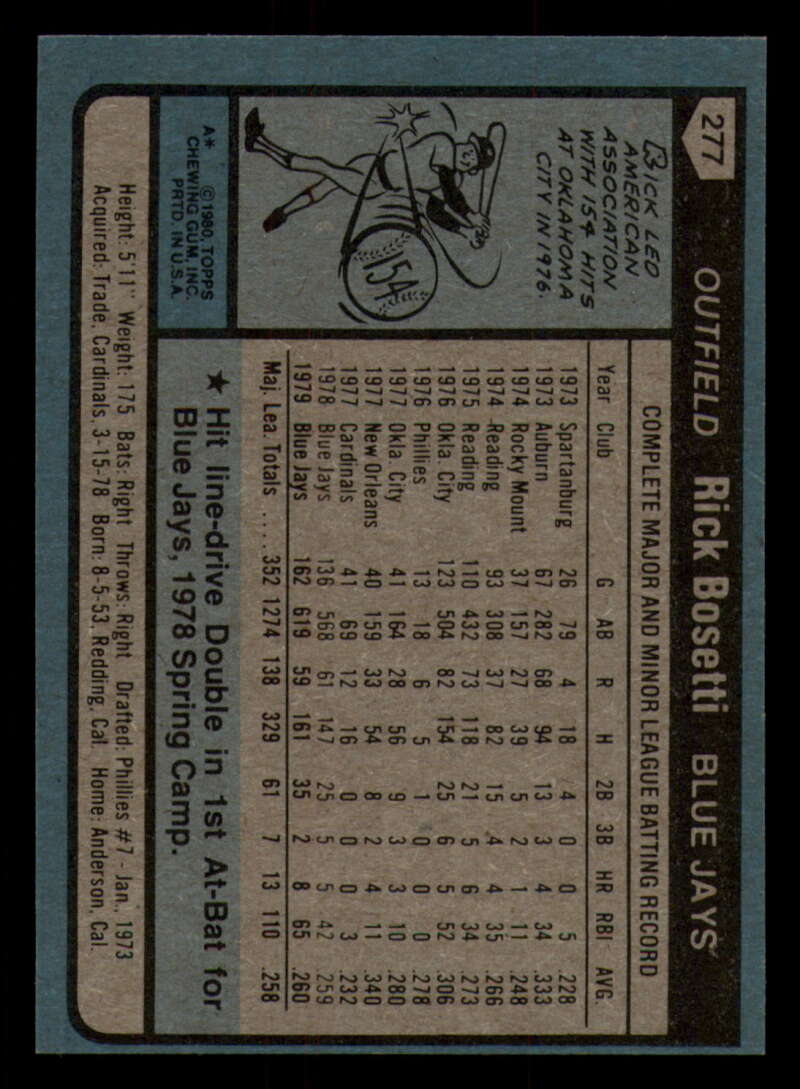 277
OUTFIELD Rick Bosetti BLUE JAYS
RICK LED
AMERICAN
ASSOCIATION
WITH 154 HITS
AT OKLAHOMA
CITY IN 1976.
154
A* ©1980, TOPPS
CHEWING GUM, INC.
PRTD. IN U.S.A.
COMPLETE MAJOR AND MINOR LEAGUE BATTING RECORD
Year Club G AB R H 2B 3B HR RBI AVG.
1973 Spartanburg 26 79 4 18 4 0 0 5 .228
1973 Auburn 67 282 68 94 13 3 4 34 .333
1974 Rocky Mount 37 157 27 39 5 2 1 11 .248
1974 Reading 93 308 37 82 15 4 4 35 .266
1975 Reading 110 432 73 118 21 5 6 34 .273
1976 Okla. City 123 504 82 154 25 6 5 52 .306
1976 Phillies 13 18 6 5 1 0 0 0 .278
1977 Okla. City 41 164 28 56 9 3 3 10 .280
1977 New Orleans 40 159 33 54 8 2 4 11 .340
1977 Cardinals 41 69 12 16 0 0 0 3 .232
1978 Blue Jays 136 568 61 147 25 5 5 42 .259
1979 Blue Jays 162 619 59 161 35 2 8 65 .260
Maj. Lea. Totals .... 352 1274 138 329 61 7 13 110 .258
★ Hit line-drive Double in 1st At-Bat for
Blue Jays, 1978 Spring Camp.
Height: 5'11" Weight: 175 Bats: Right Throws: Right Drafted: Phillies #7 - Jan., 1973
Acquired: Trade, Cardinals, 3-15-78 Born: 8-5-53, Redding, Cal. Home: Anderson, Cal.